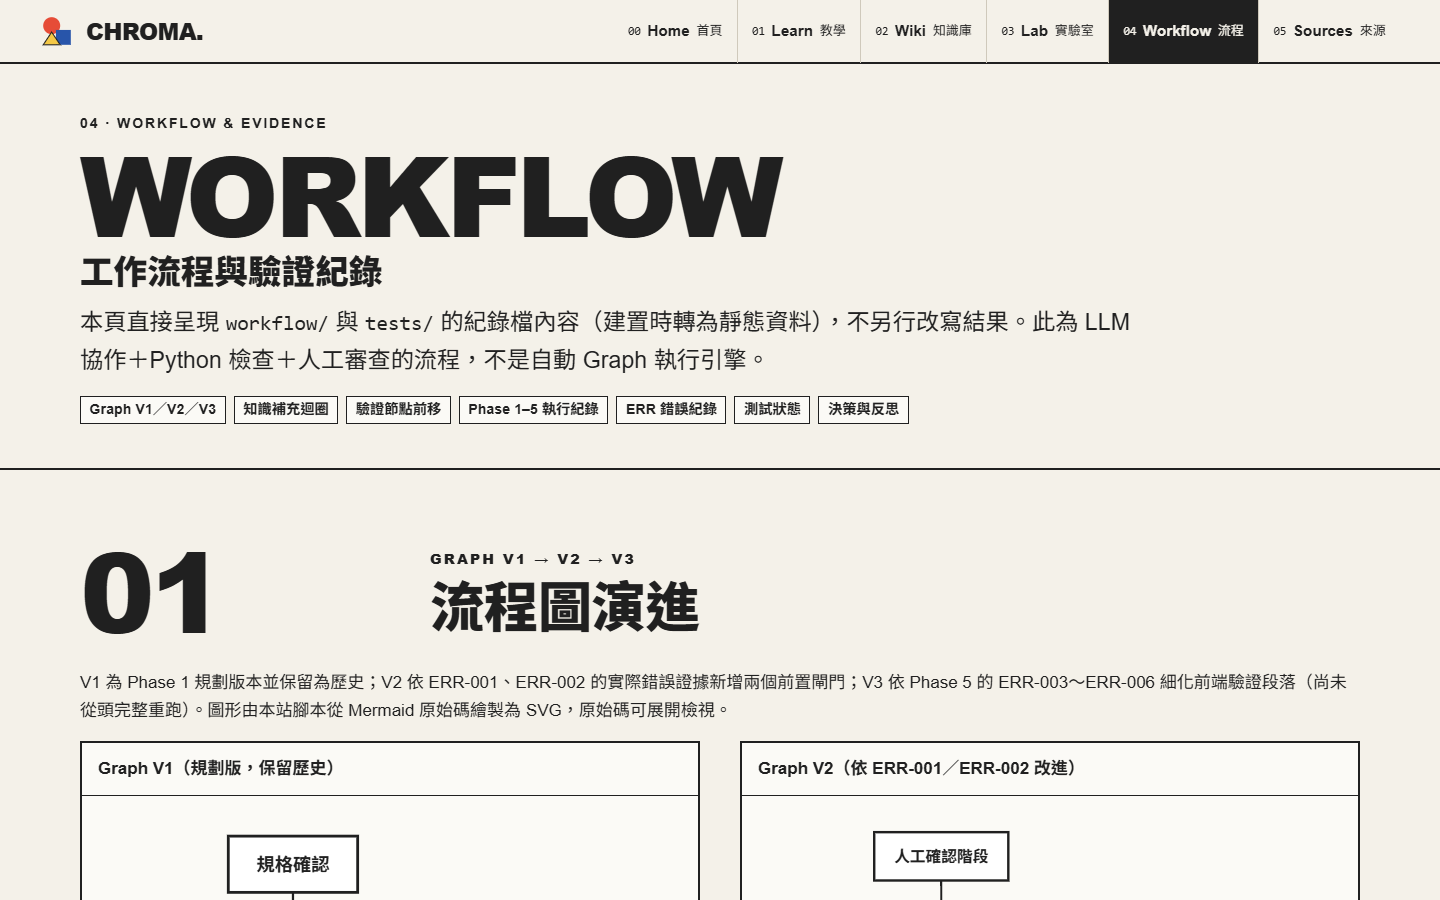 CHROMA.
00 Home 首頁
01 Learn 教學
02 Wiki 知識庫
03 Lab 實驗室
04 Workflow 流程
05 Sources 來源
04 · WORKFLOW & EVIDENCE
WORKFLOW
工作流程與驗證紀錄
本頁直接呈現 workflow/ 與 tests/ 的紀錄檔內容（建置時轉為靜態資料），不另行改寫結果。此為 LLM
協作＋Python 檢查＋人工審查的流程，不是自動 Graph 執行引擎。
Graph V1／V2／V3
知識補充迴圈
驗證節點前移
Phase 1–5 執行紀錄
ERR 錯誤紀錄
測試狀態
決策與反思
01
GRAPH V1 → V2 → V3
流程圖演進
V1 為 Phase 1 規劃版本並保留為歷史；V2 依 ERR-001、ERR-002 的實際錯誤證據新增兩個前置閘門；V3 依 Phase 5 的 ERR-003～ERR-006 細化前端驗證段落（尚未
從頭完整重跑）。圖形由本站腳本從 Mermaid 原始碼繪製為 SVG，原始碼可展開檢視。
Graph V1（規劃版，保留歷史）
規格確認
Graph V2（依 ERR-001／ERR-002 改進）
人工確認階段